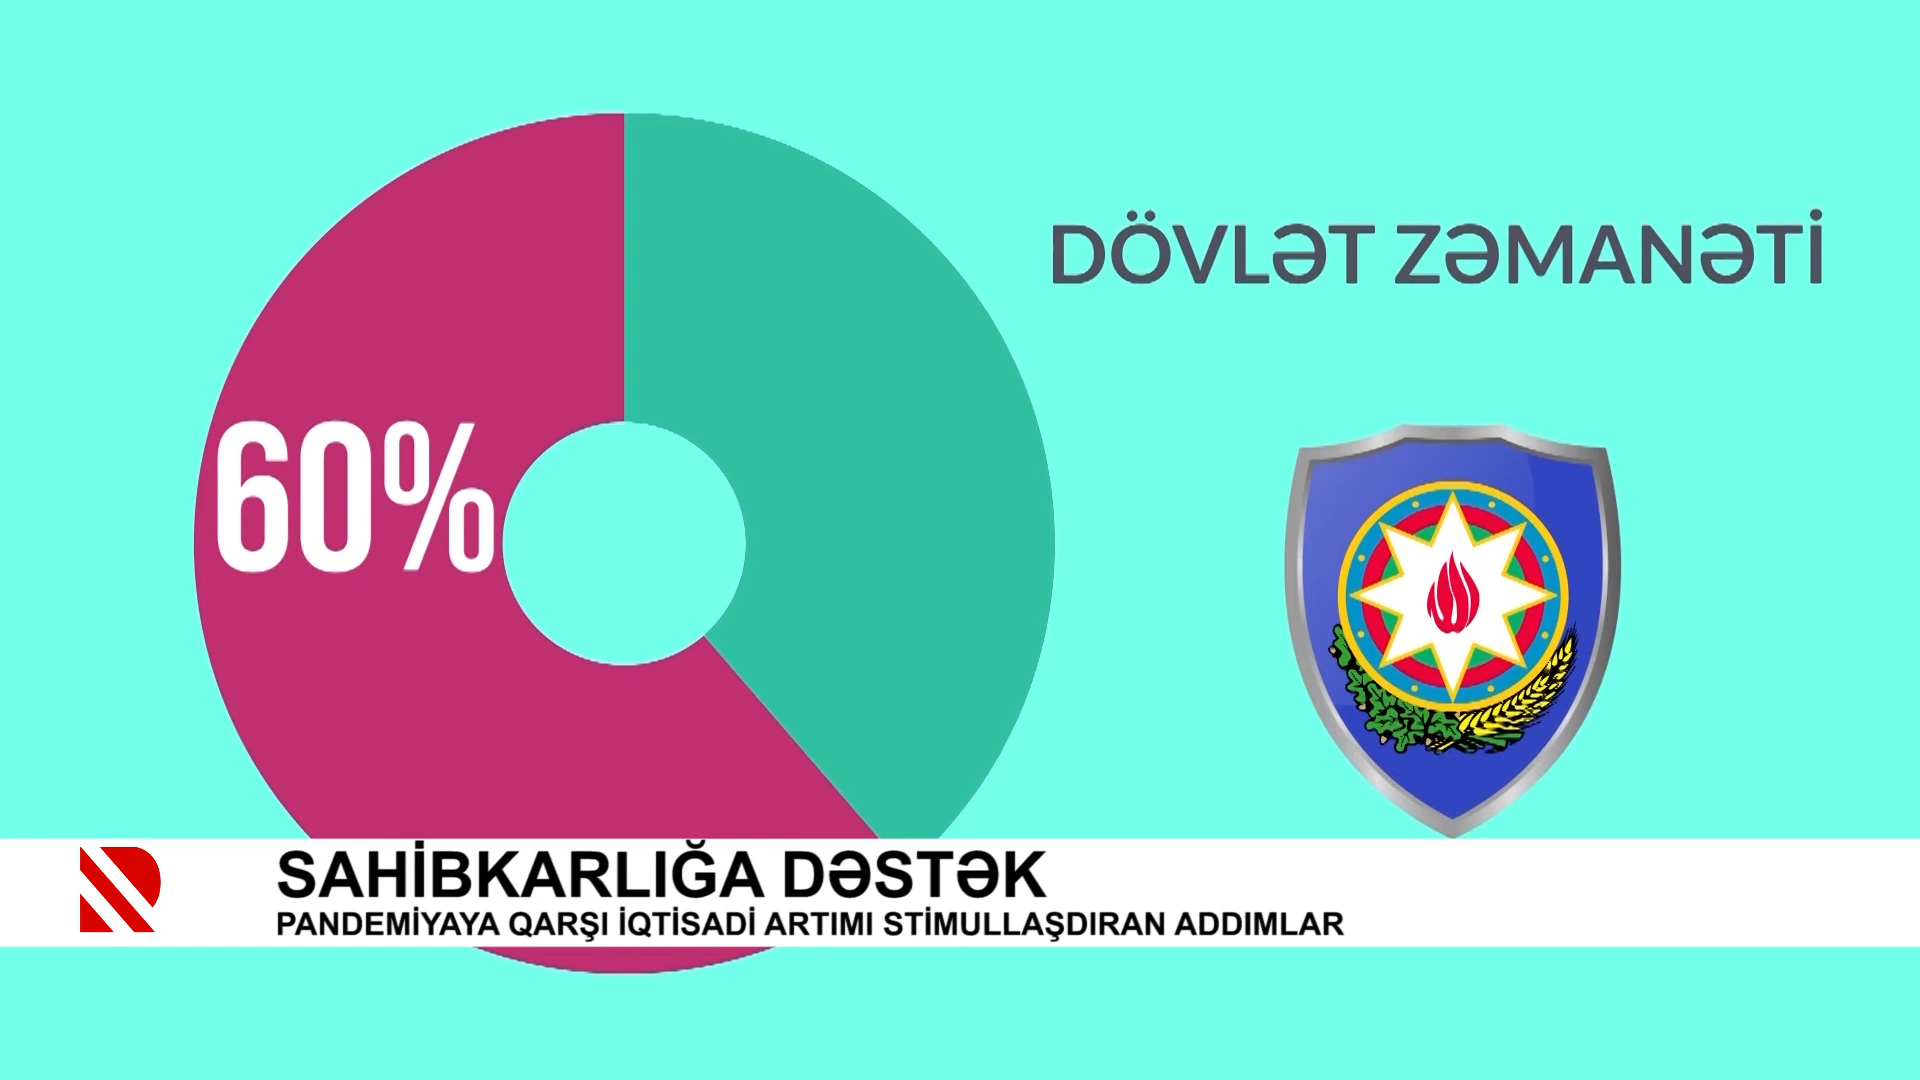 DÖVLƏT ZƏMANƏTİ
60%
SAHİBKARLIĞA DƏSTƏK
PANDEMİYAYA QARŞI İQTİSADİ ARTIMI STİMULLAŞDIRAN ADDIMLAR